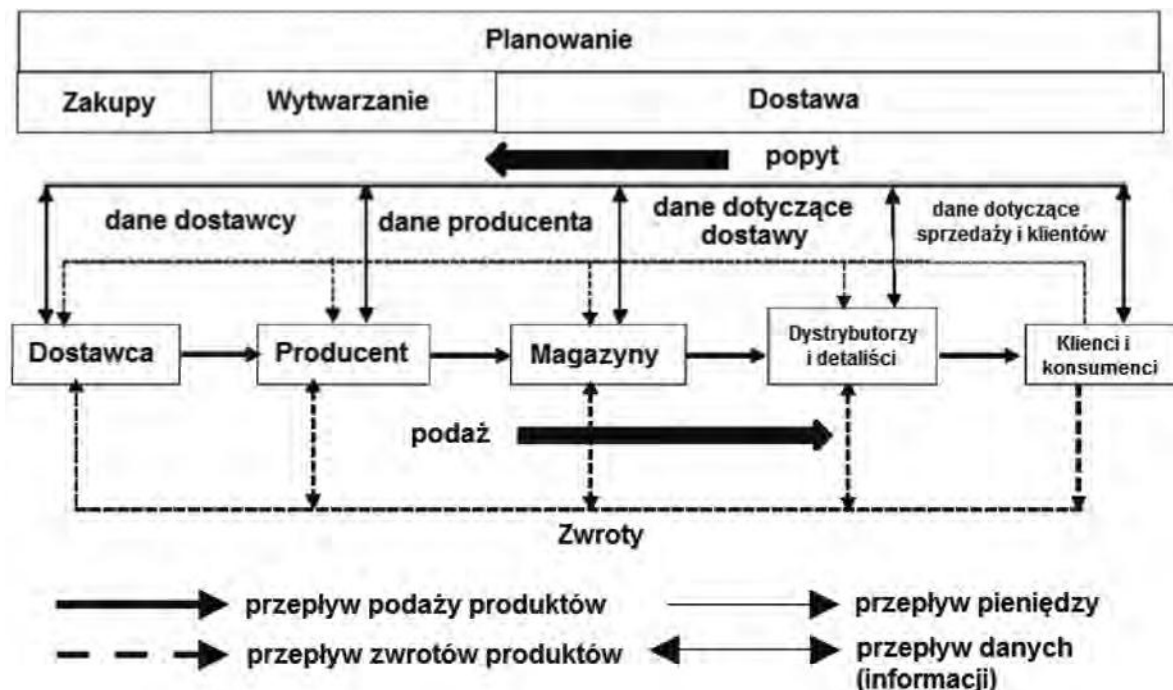 Planowanie
Zakupy
Wytwarzanie
Dostawa
popyt
dane dostawcy
dane producenta
dane dotyczące
dostawy
dane dotyczące
sprzedaży i klientów
Dostawca
Producent
Magazyny
Dystrybutorzy
i detaliści
Klienci i
konsumenci
podaż
Zwroty
przepływ podaży produktów
przepływ pieniędzy
przepływ zwrotów produktów
przepływ danych
(informacji)